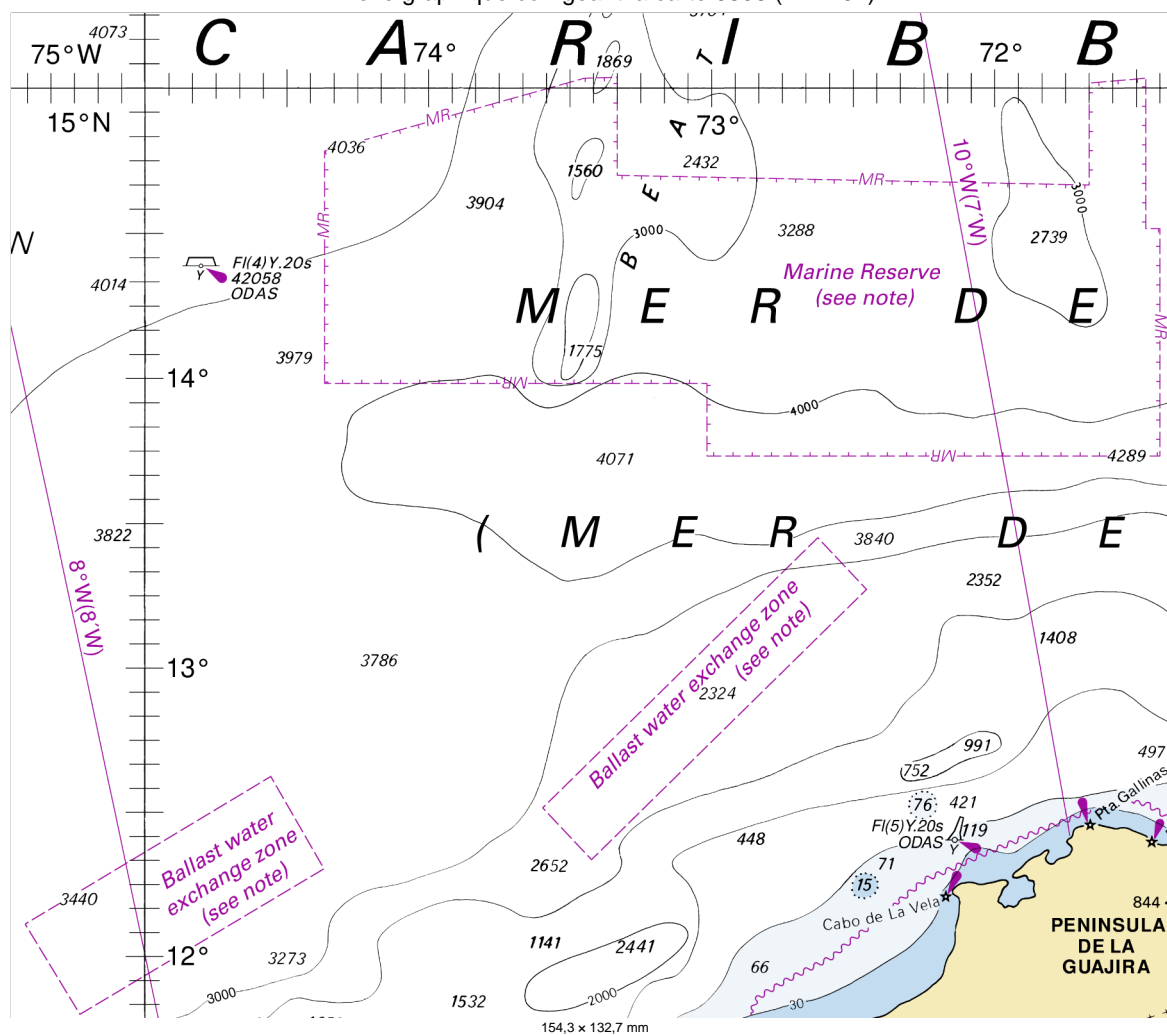 4073
75°W
C A R I B B
74°
1869
72°
15°N
T
A
E
B
MR
73°
4036
1560
2432
MR
10°W(7'W)
3000
3904
MR
3000
3288
2739
N
Fl(4)Y.20s
Y
42058
ODAS
4014
Marine Reserve
(see note)
M E R D E
3979
1775
MR
14°
MR
4000
4071
MR
4289
3822
( M E R D E
3840
2352
8°W(8'W)
Ballast water exchange zone
(see note)
1408
13°
3786
2324
991
752
497
76
421
Pta.Gallinas
Fl(5)Y.20s
ODAS
Y
119
448
Ballast water
exchange zone
(see note)
2652
71
15
3440
Cabo de La Vela
844
PENINSULA
DE LA
GUAJIRA
1141
2441
12°
3273
66
3000
1532
2000
30
154,3 × 132,7 mm